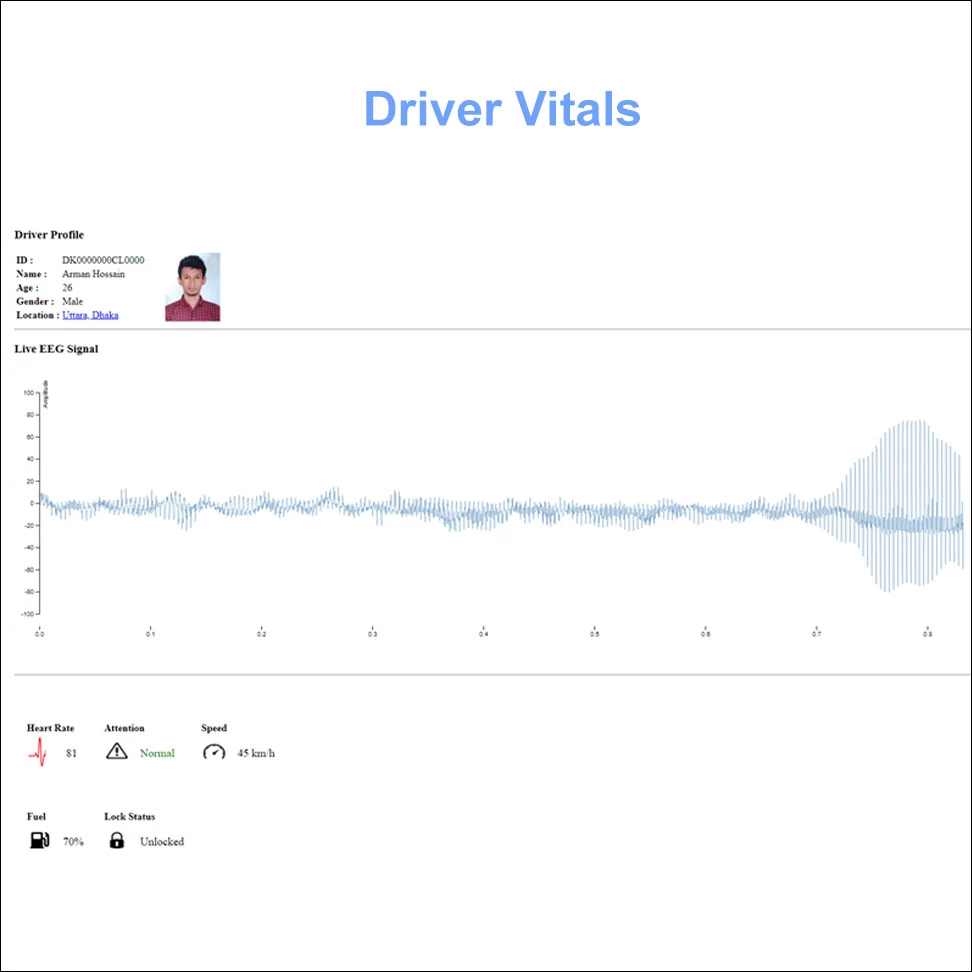 Driver Vitals
Driver Profile
ID : DK0000000CL0000
Name : Arman Hossain
Age : 26
Gender : Male
Location : Uttara, Dhaka
Live EEG Signal
Amplitude
100
80
60
40
20
0
-20
-40
-60
-80
-100
0.0 0.1 0.2 0.3 0.4 0.5 0.6 0.7 0.8
Heart Rate Attention Speed
81 Normal 45 km/h
Fuel Lock Status
70% Unlocked